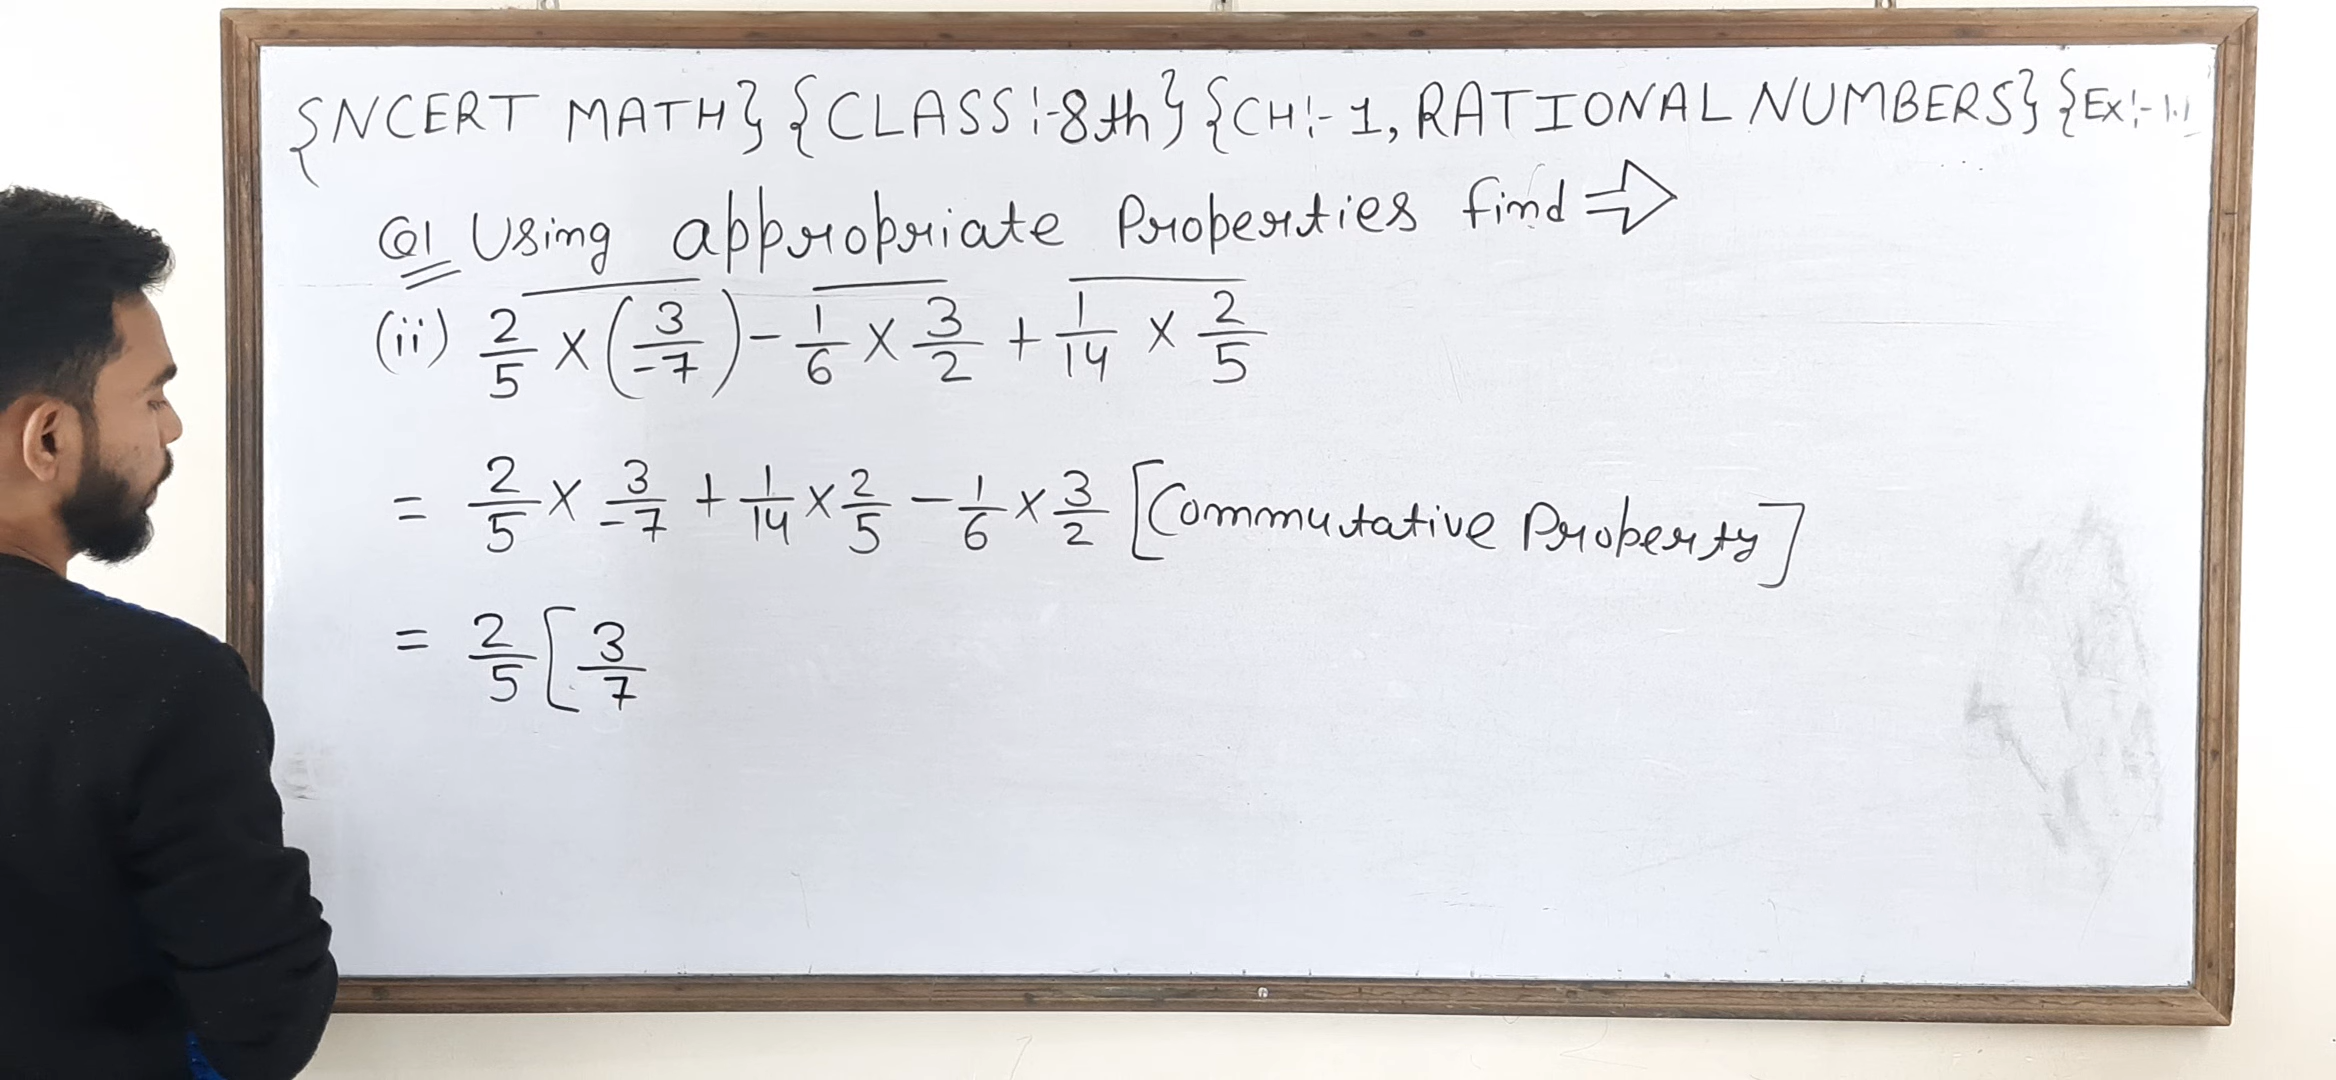 {NCERT MATH} {CLASS:-8th} {CH:-1, RATIONAL NUMBERS} {Ex:-1.1
Q1 Using appropriate Properties find ⇒
(ii) 2/5 × (3/-7) - 1/6 × 3/2 + 1/14 × 2/5
= 2/5 × 3/-7 + 1/14 × 2/5 - 1/6 × 3/2 [Commutative Property]
= 2/5 [ 3/7